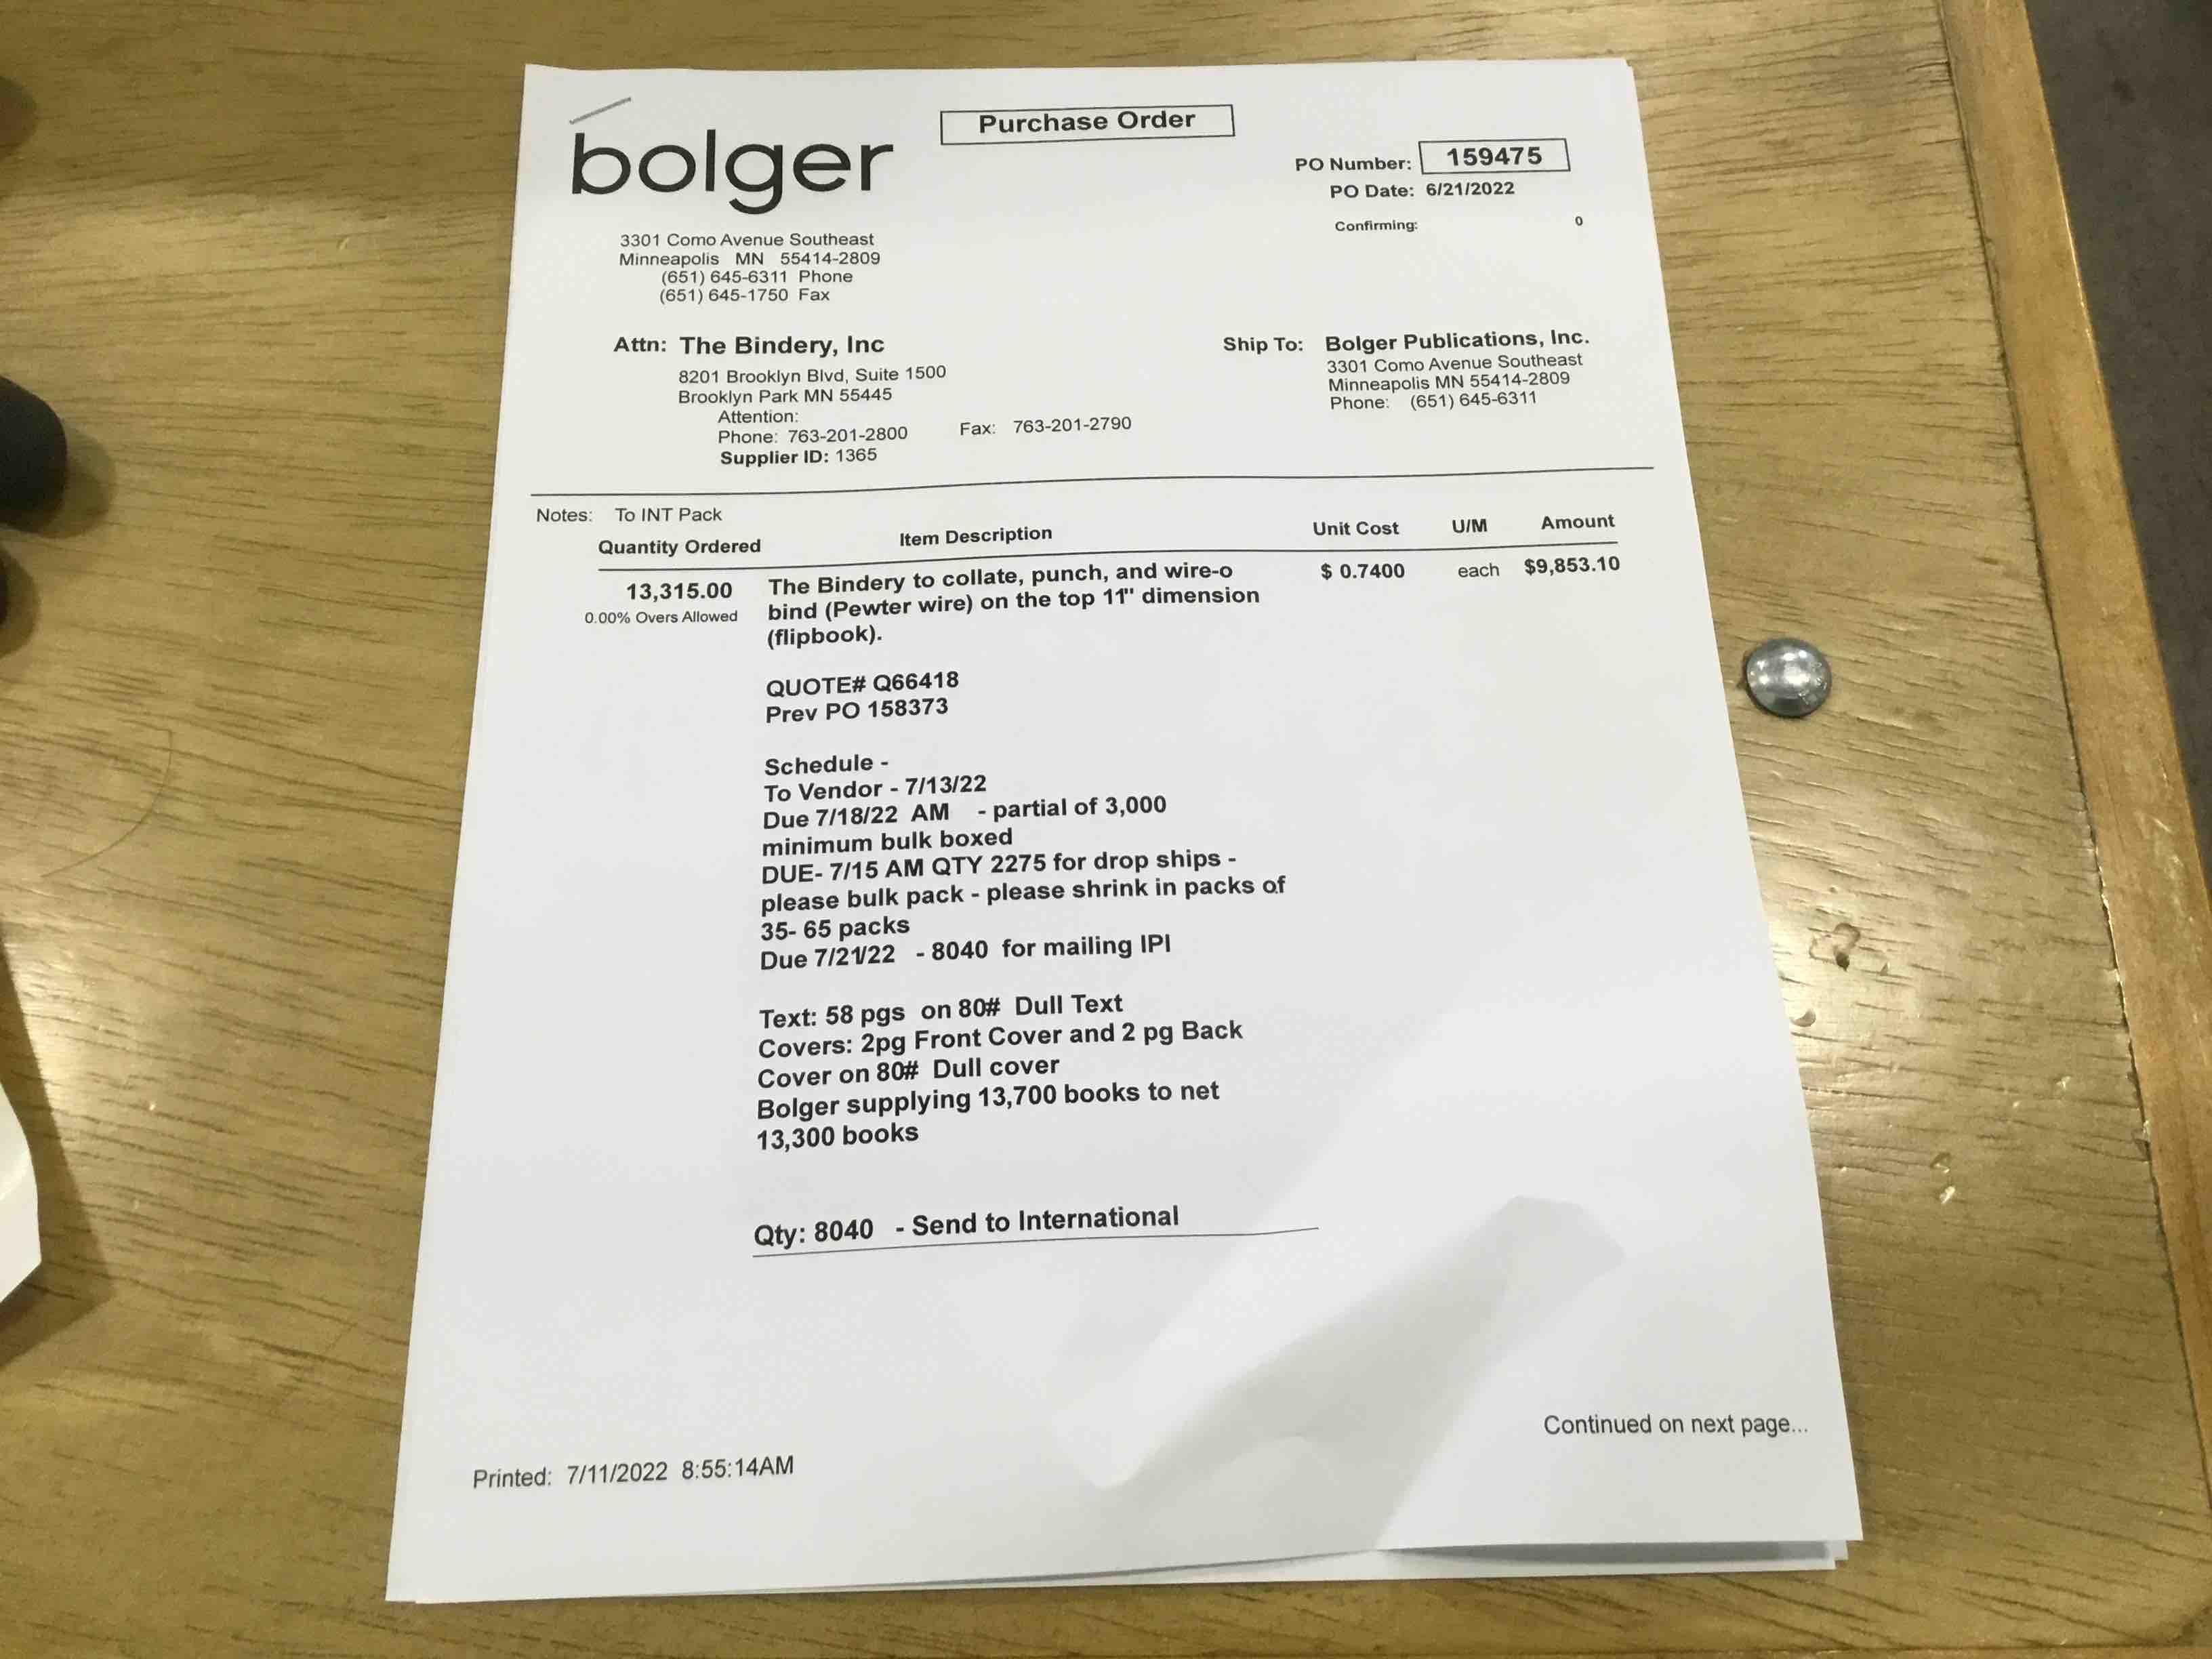 bolger
Purchase Order
PO Number: 159475
PO Date: 6/21/2022
Confirming: 0
3301 Como Avenue Southeast
Minneapolis MN 55414-2809
(651) 645-6311 Phone
(651) 645-1750 Fax
Attn: The Bindery, Inc
8201 Brooklyn Blvd, Suite 1500
Brooklyn Park MN 55445
Attention:
Phone: 763-201-2800 Fax: 763-201-2790
Supplier ID: 1365
Ship To: Bolger Publications, Inc.
3301 Como Avenue Southeast
Minneapolis MN 55414-2809
Phone: (651) 645-6311
Notes: To INT Pack
Quantity Ordered Item Description Unit Cost U/M Amount
13,315.00 The Bindery to collate, punch, and wire-o $ 0.7400 each $9,853.10
0.00% Overs Allowed bind (Pewter wire) on the top 11" dimension
(flipbook).
QUOTE# Q66418
Prev PO 158373
Schedule -
To Vendor - 7/13/22
Due 7/18/22 AM - partial of 3,000
minimum bulk boxed
DUE- 7/15 AM QTY 2275 for drop ships -
please bulk pack - please shrink in packs of
35- 65 packs
Due 7/21/22 - 8040 for mailing IPI
Text: 58 pgs on 80# Dull Text
Covers: 2pg Front Cover and 2 pg Back
Cover on 80# Dull cover
Bolger supplying 13,700 books to net
13,300 books
Qty: 8040 - Send to International
Continued on next page...
Printed: 7/11/2022 8:55:14AM